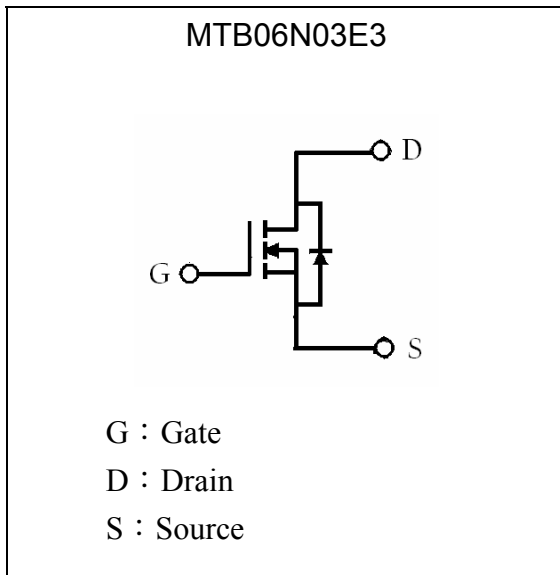 MTB06N03E3
D
G
S
G：Gate
D：Drain
S：Source